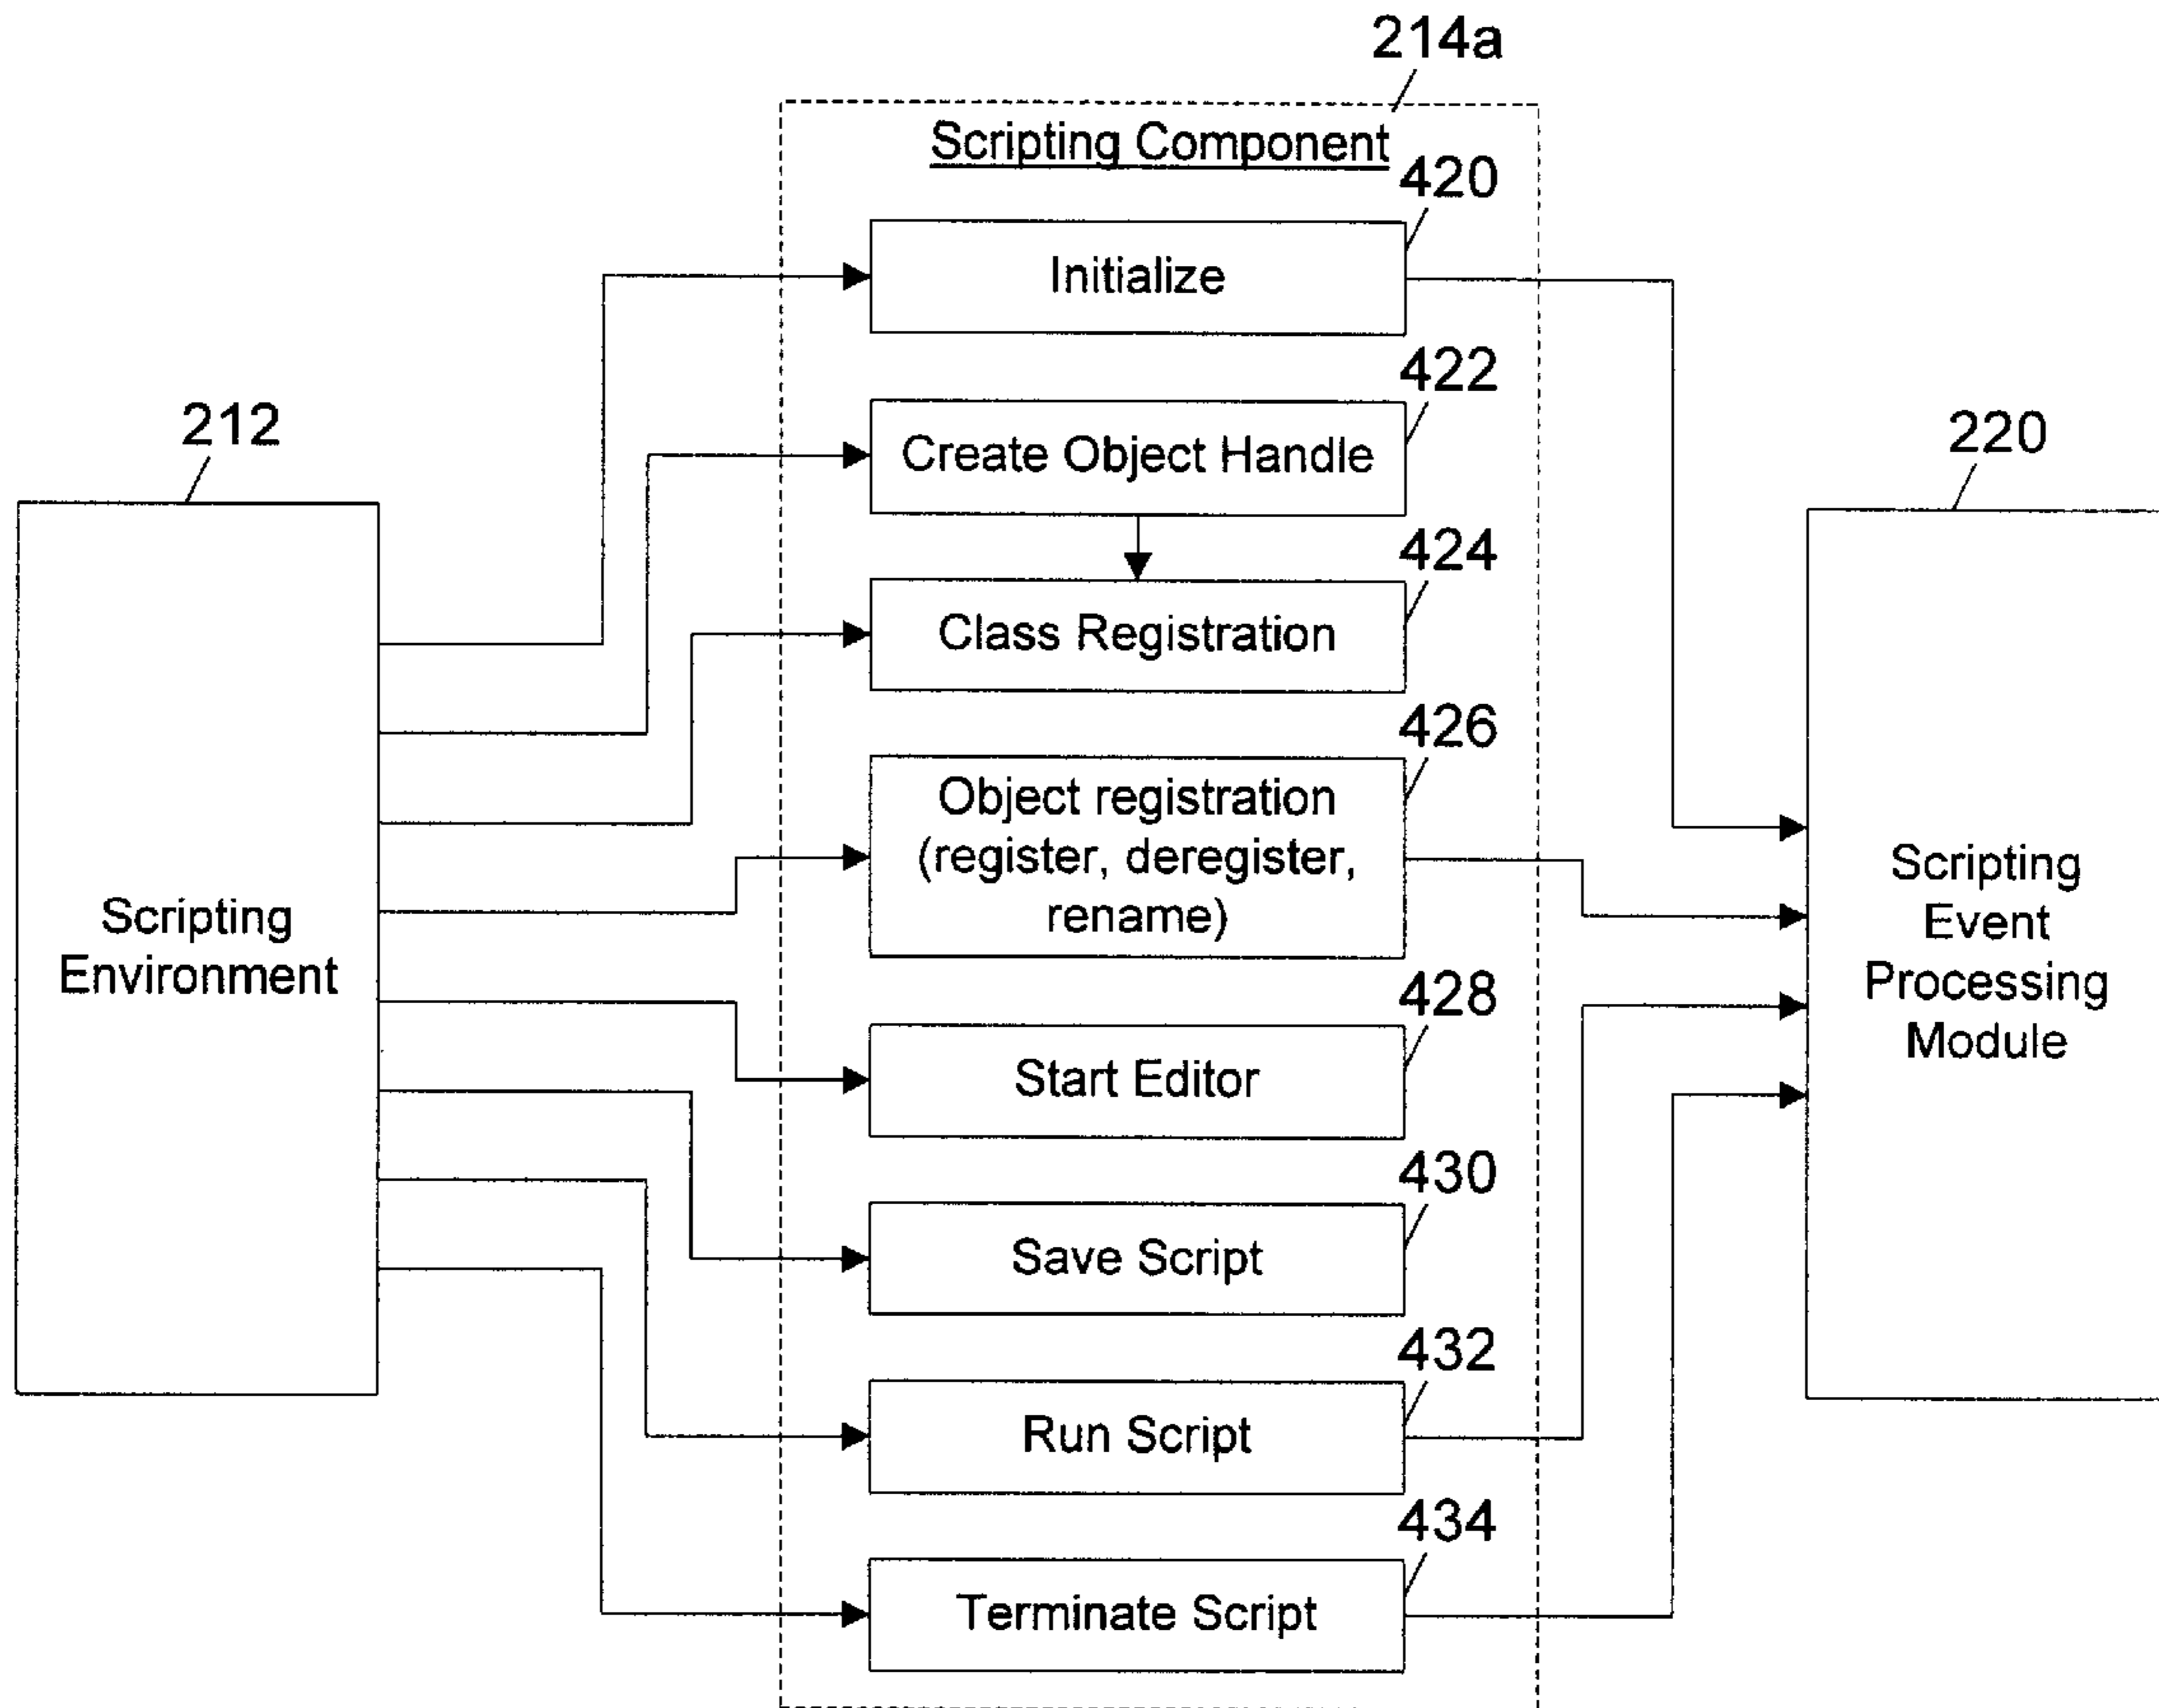 214a
Scripting Component
420
Initialize
422
Create Object Handle
424
Class Registration
426
Object registration
(register, deregister,
rename)
428
Start Editor
430
Save Script
432
Run Script
434
Terminate Script
212
Scripting
Environment
220
Scripting
Event
Processing
Module